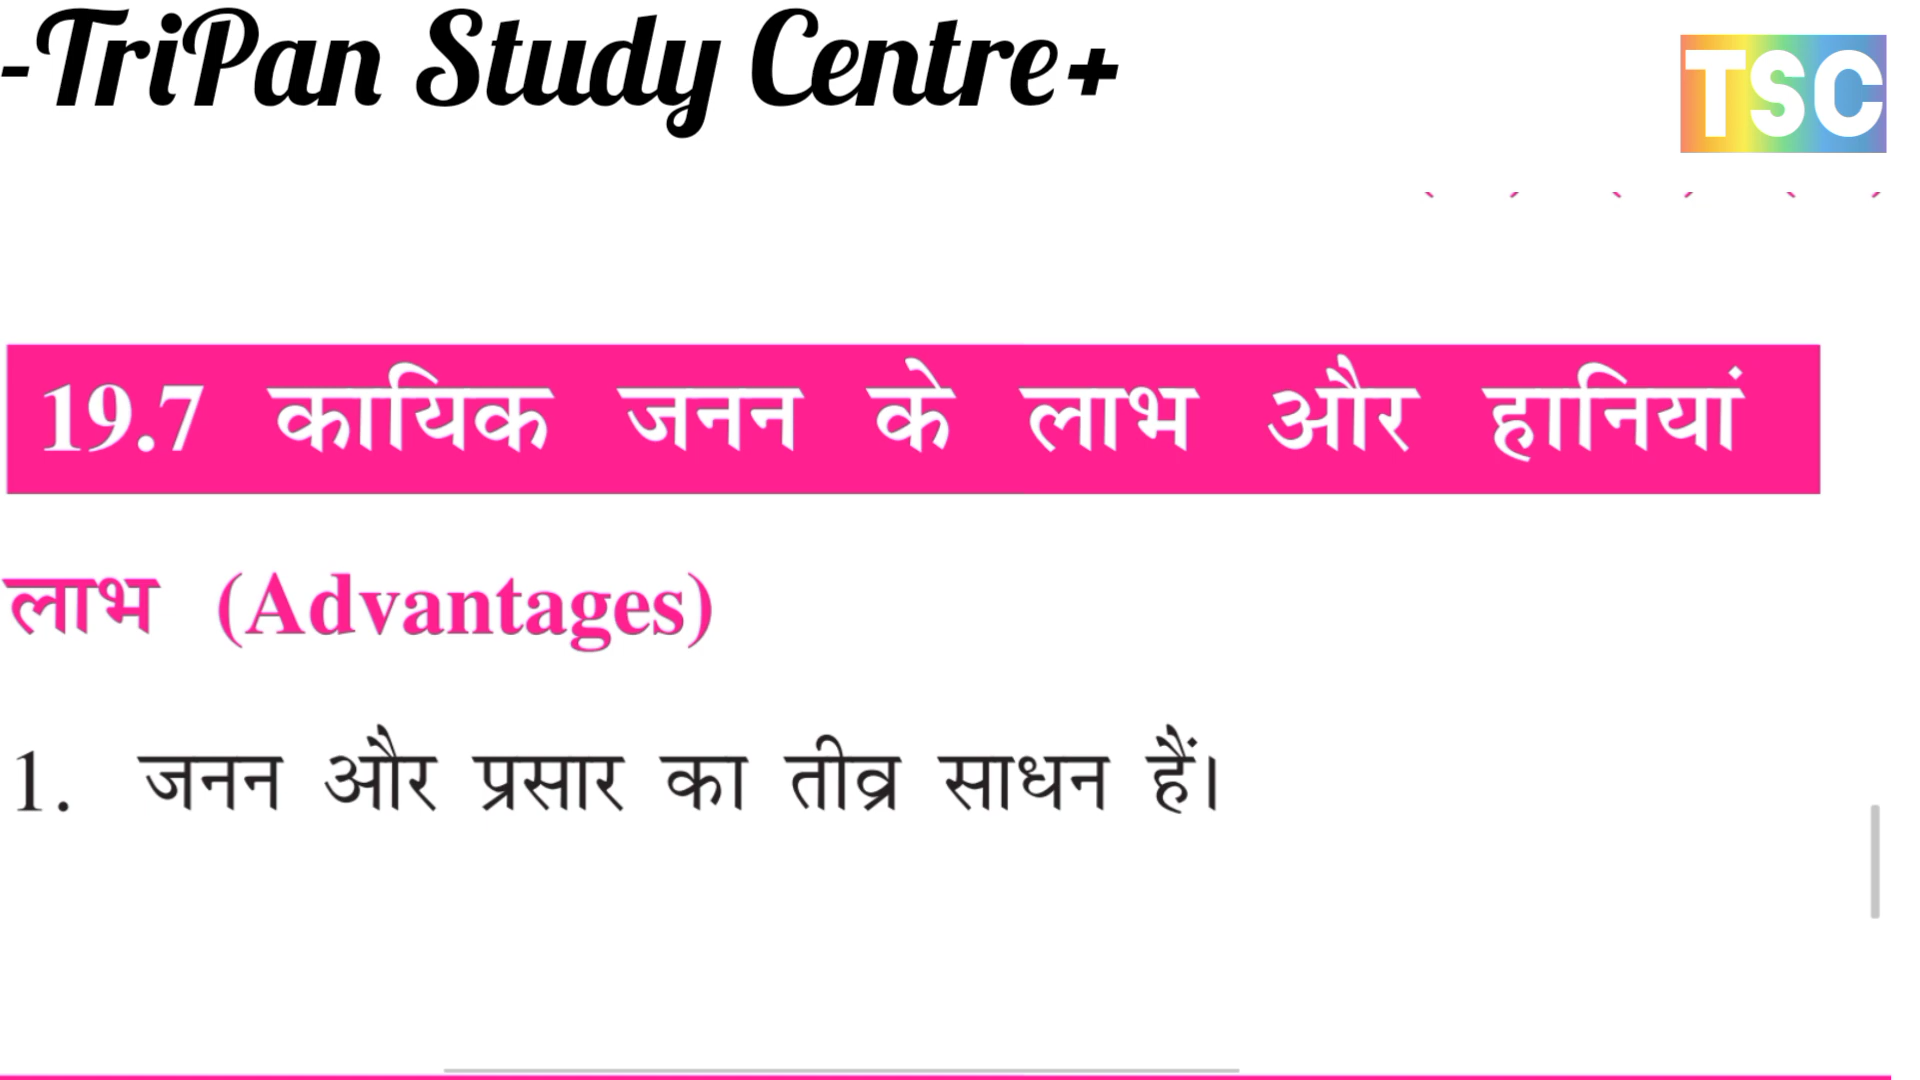 -TriPan Study Centre+
TSC
19.7 कायिक जनन के लाभ और हानियां
लाभ (Advantages)
1. जनन और प्रसार का तीव्र साधन हैं।